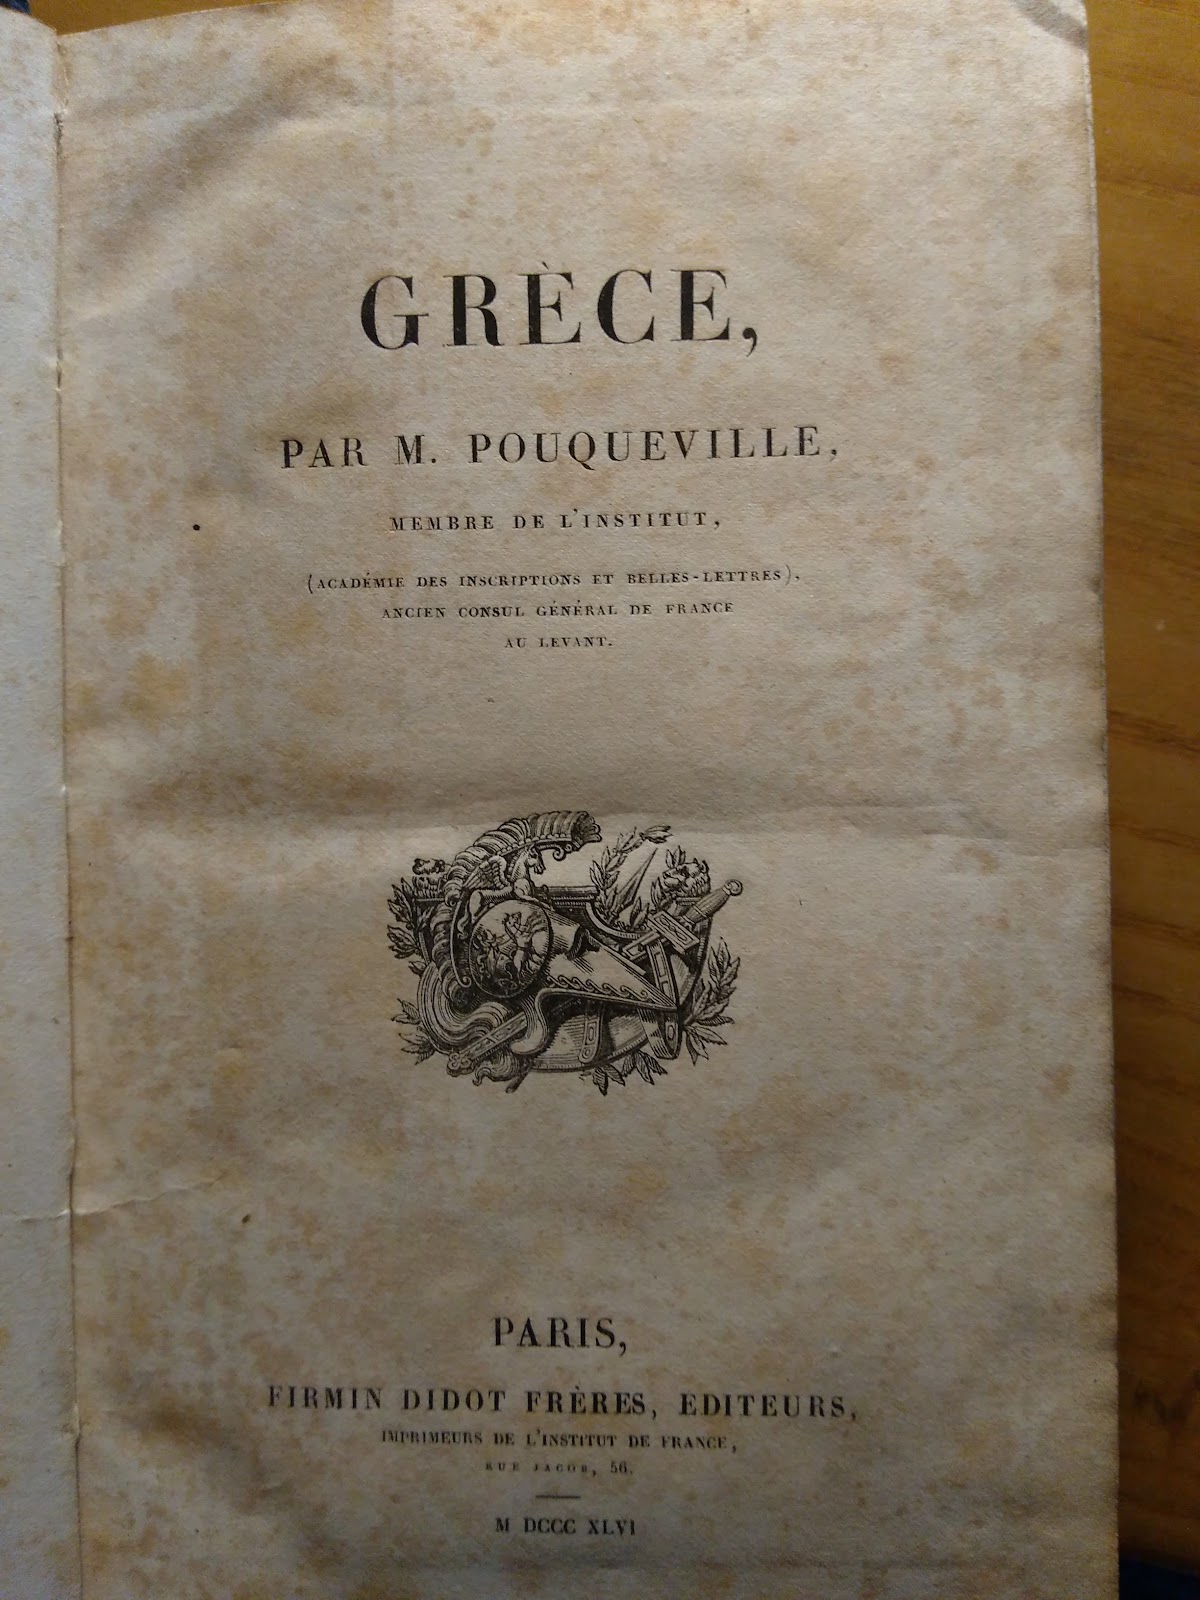 GRÈCE,
PAR M. POUQUEVILLE,
MEMBRE DE L'INSTITUT,
(ACADÉMIE DES INSCRIPTIONS ET BELLES-LETTRES),
ANCIEN CONSUL GÉNÉRAL DE FRANCE
AU LEVANT.
PARIS,
FIRMIN DIDOT FRÈRES, EDITEURS,
IMPRIMEURS DE L'INSTITUT DE FRANCE,
RUE JACOB, 56.
M DCCC XLVI